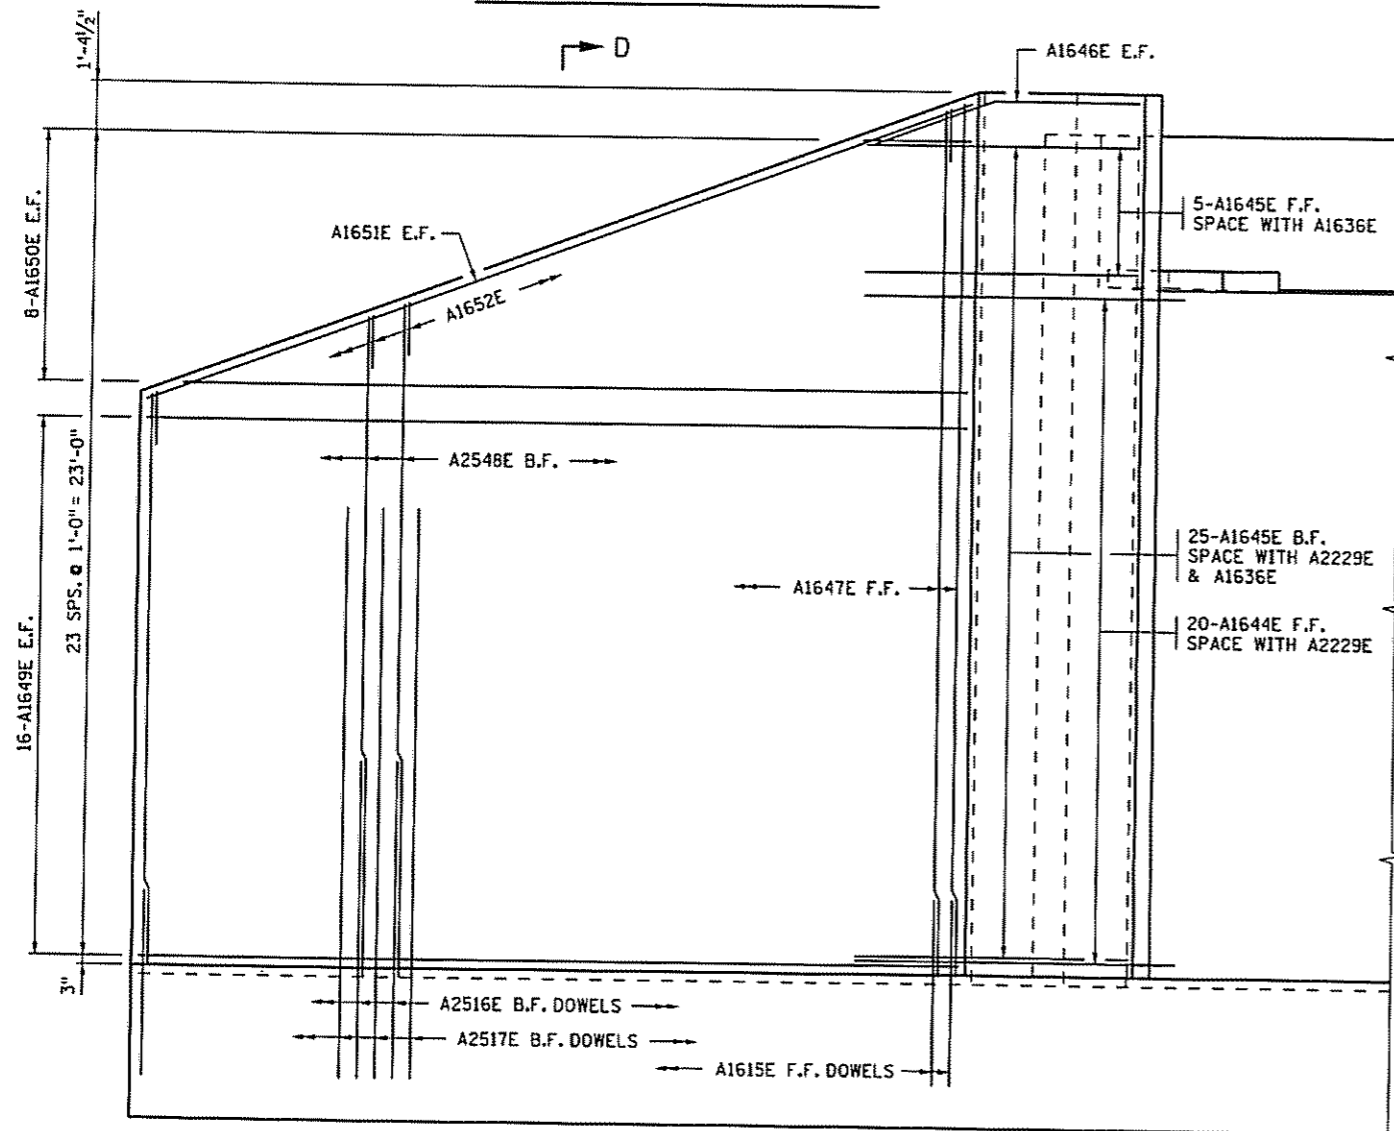 1'-4½"
D
A1646E E.F.
8-A1650E E.F.
A1651E E.F.
A1652E
5-A1645E F.F.
SPACE WITH A1636E
A2548E B.F.
23 SPS. @ 1'-0" = 23'-0"
16-A1649E E.F.
25-A1645E B.F.
SPACE WITH A2229E
& A1636E
A1647E F.F.
20-A1644E F.F.
SPACE WITH A2229E
3"
A2516E B.F. DOWELS
A2517E B.F. DOWELS
A1615E F.F. DOWELS